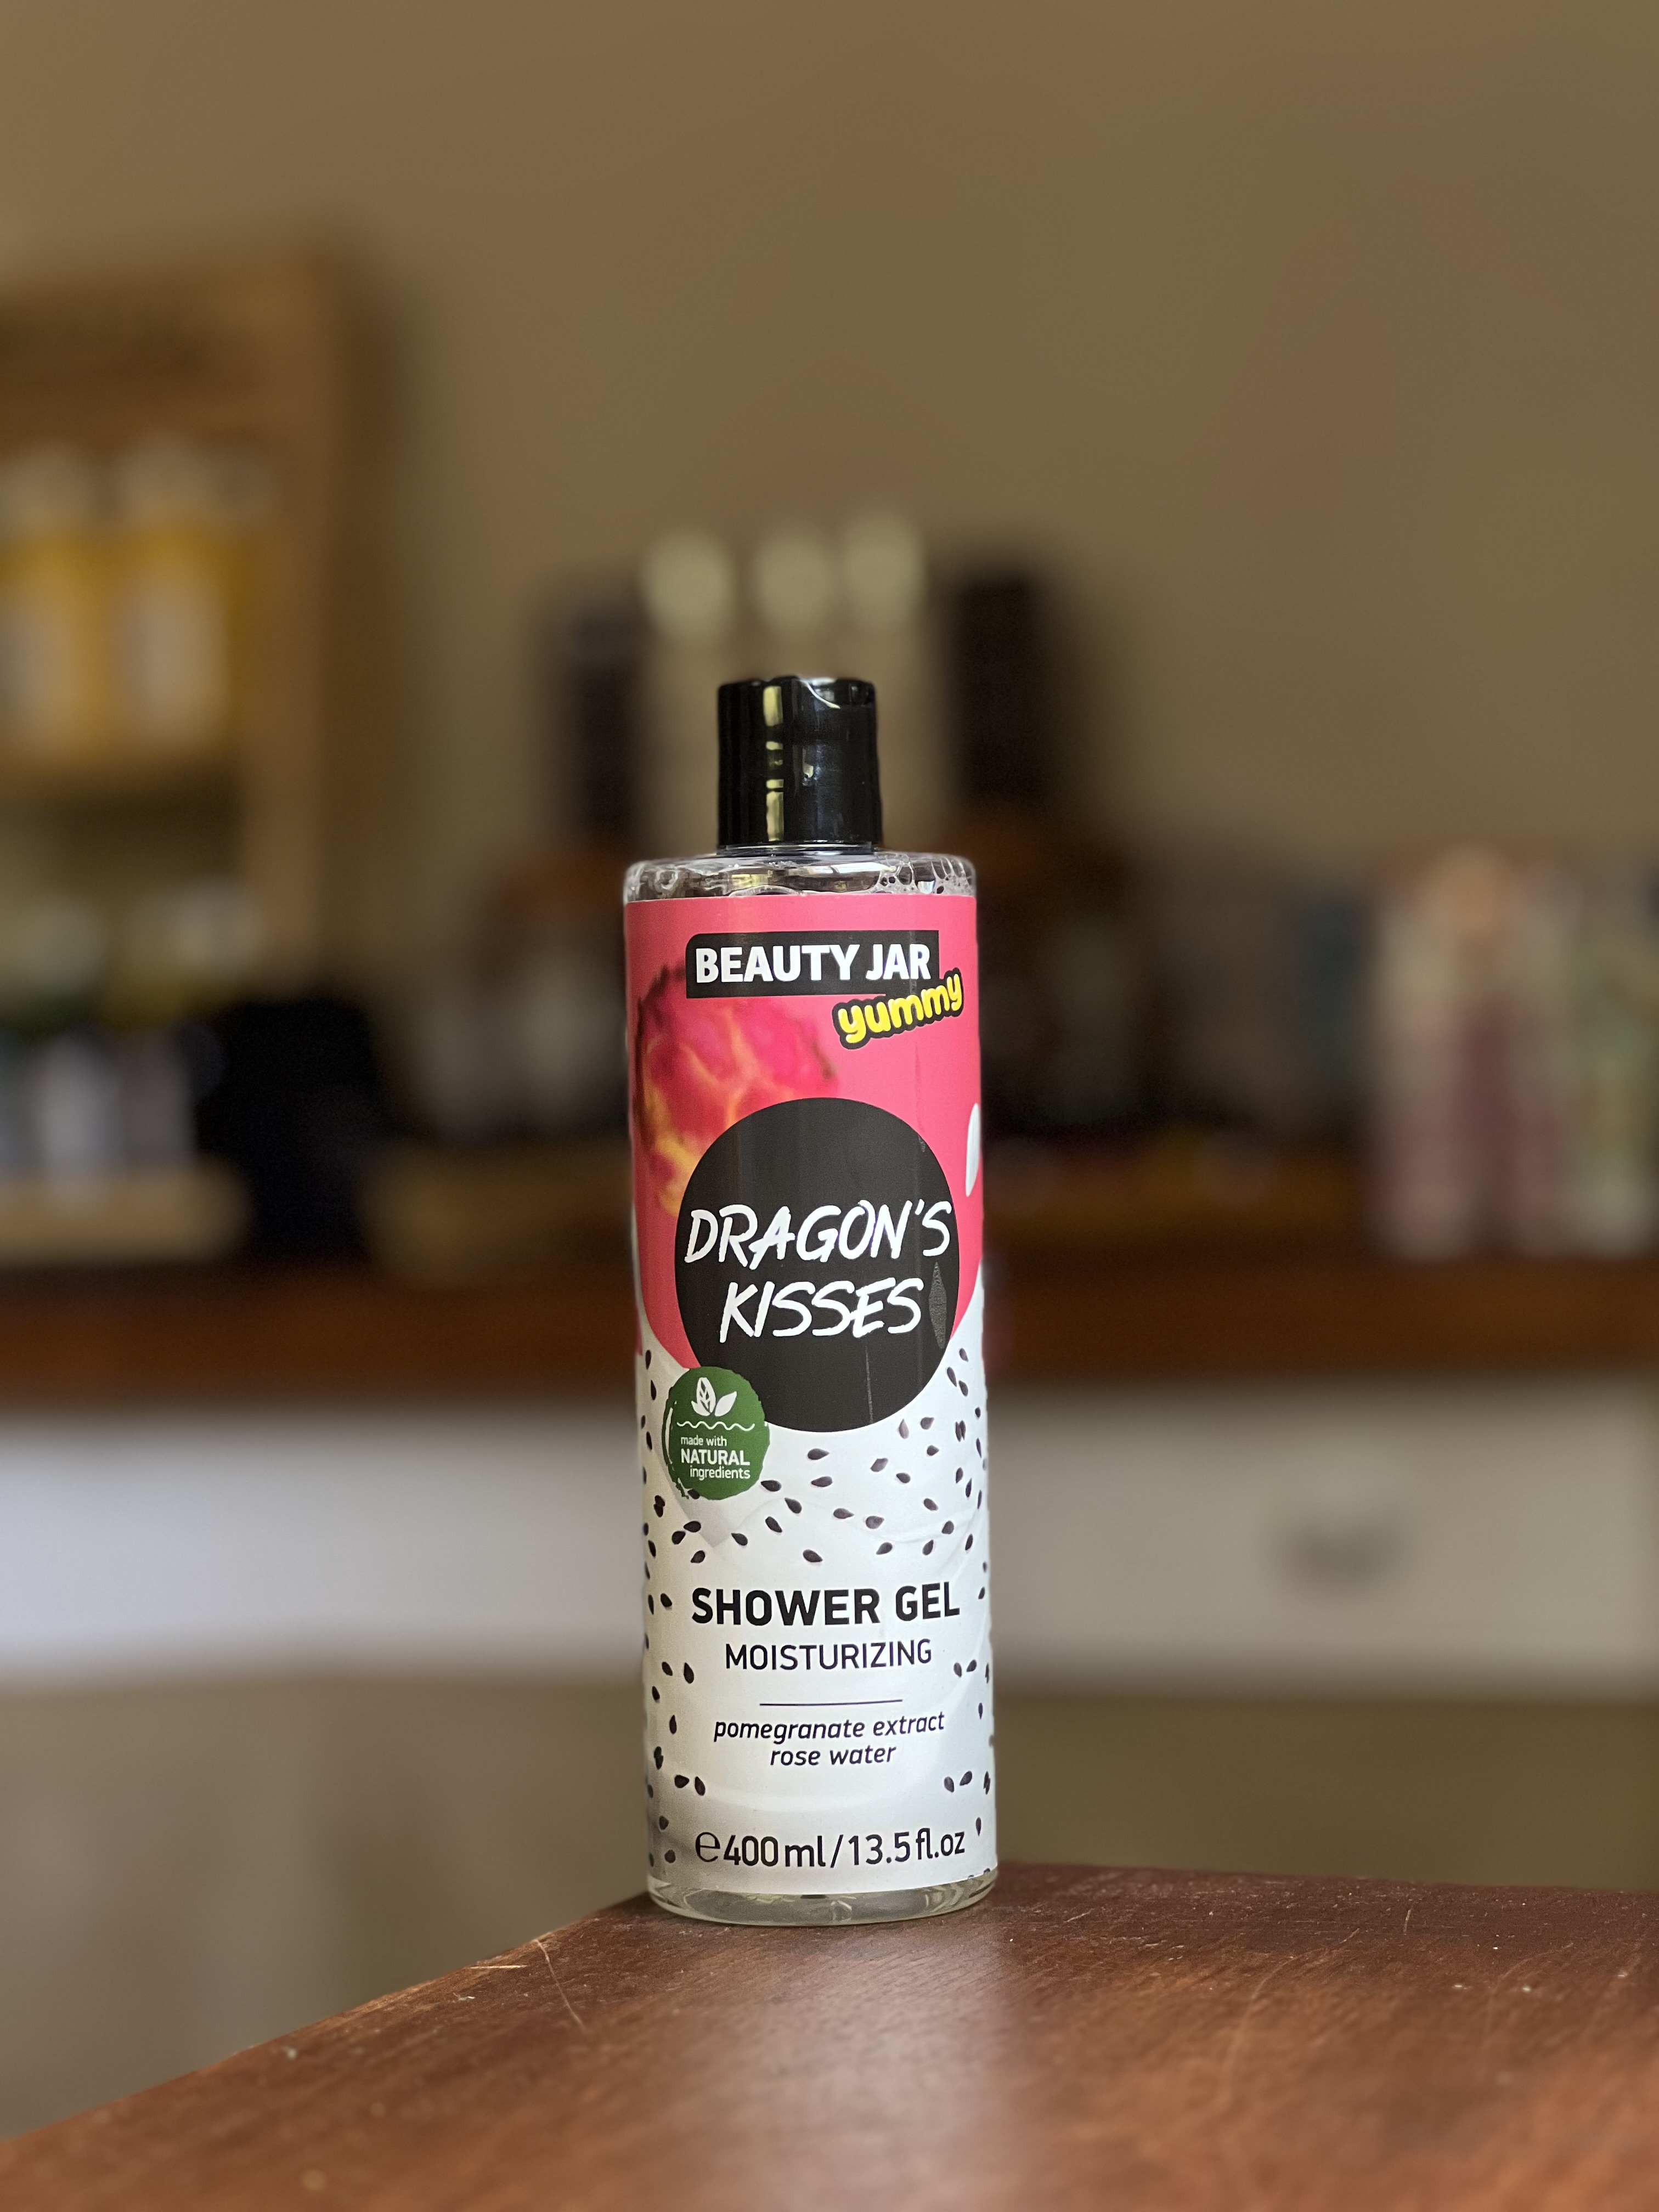 BEAUTY JAR
yummy
DRAGON'S
KISSES
made with
NATURAL
ingredients
SHOWER GEL
MOISTURIZING
pomegranate extract
rose water
℮400ml/13.5fl.oz